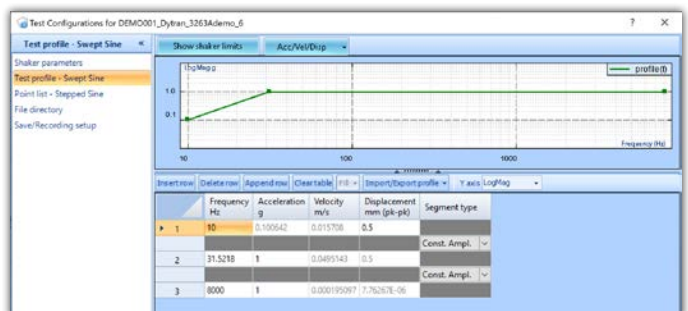 Test Configurations for DEMO001_Dytran_3263Ademo_6
? ×
Test profile - Swept Sine «
Show shaker limits Acc/Vel/Disp
Shaker parameters
Test profile - Swept Sine
Point list - Stepped Sine
File directory
Save/Recording setup
LogMag g
profile(f)
1.0
0.1
Frequency (Hz)
10 100 1000
Insert row Delete row Append row Clear table Fill Import/Export profile Y axis LogMag
Frequency Acceleration Velocity Displacement Segment type
Hz g m/s mm (pk-pk)
1 10 0.100642 0.015708 0.5
Const. Ampl.
2 31.5218 1 0.0495143 0.5
Const. Ampl.
3 8000 1 0.000195097 7.76267E-06